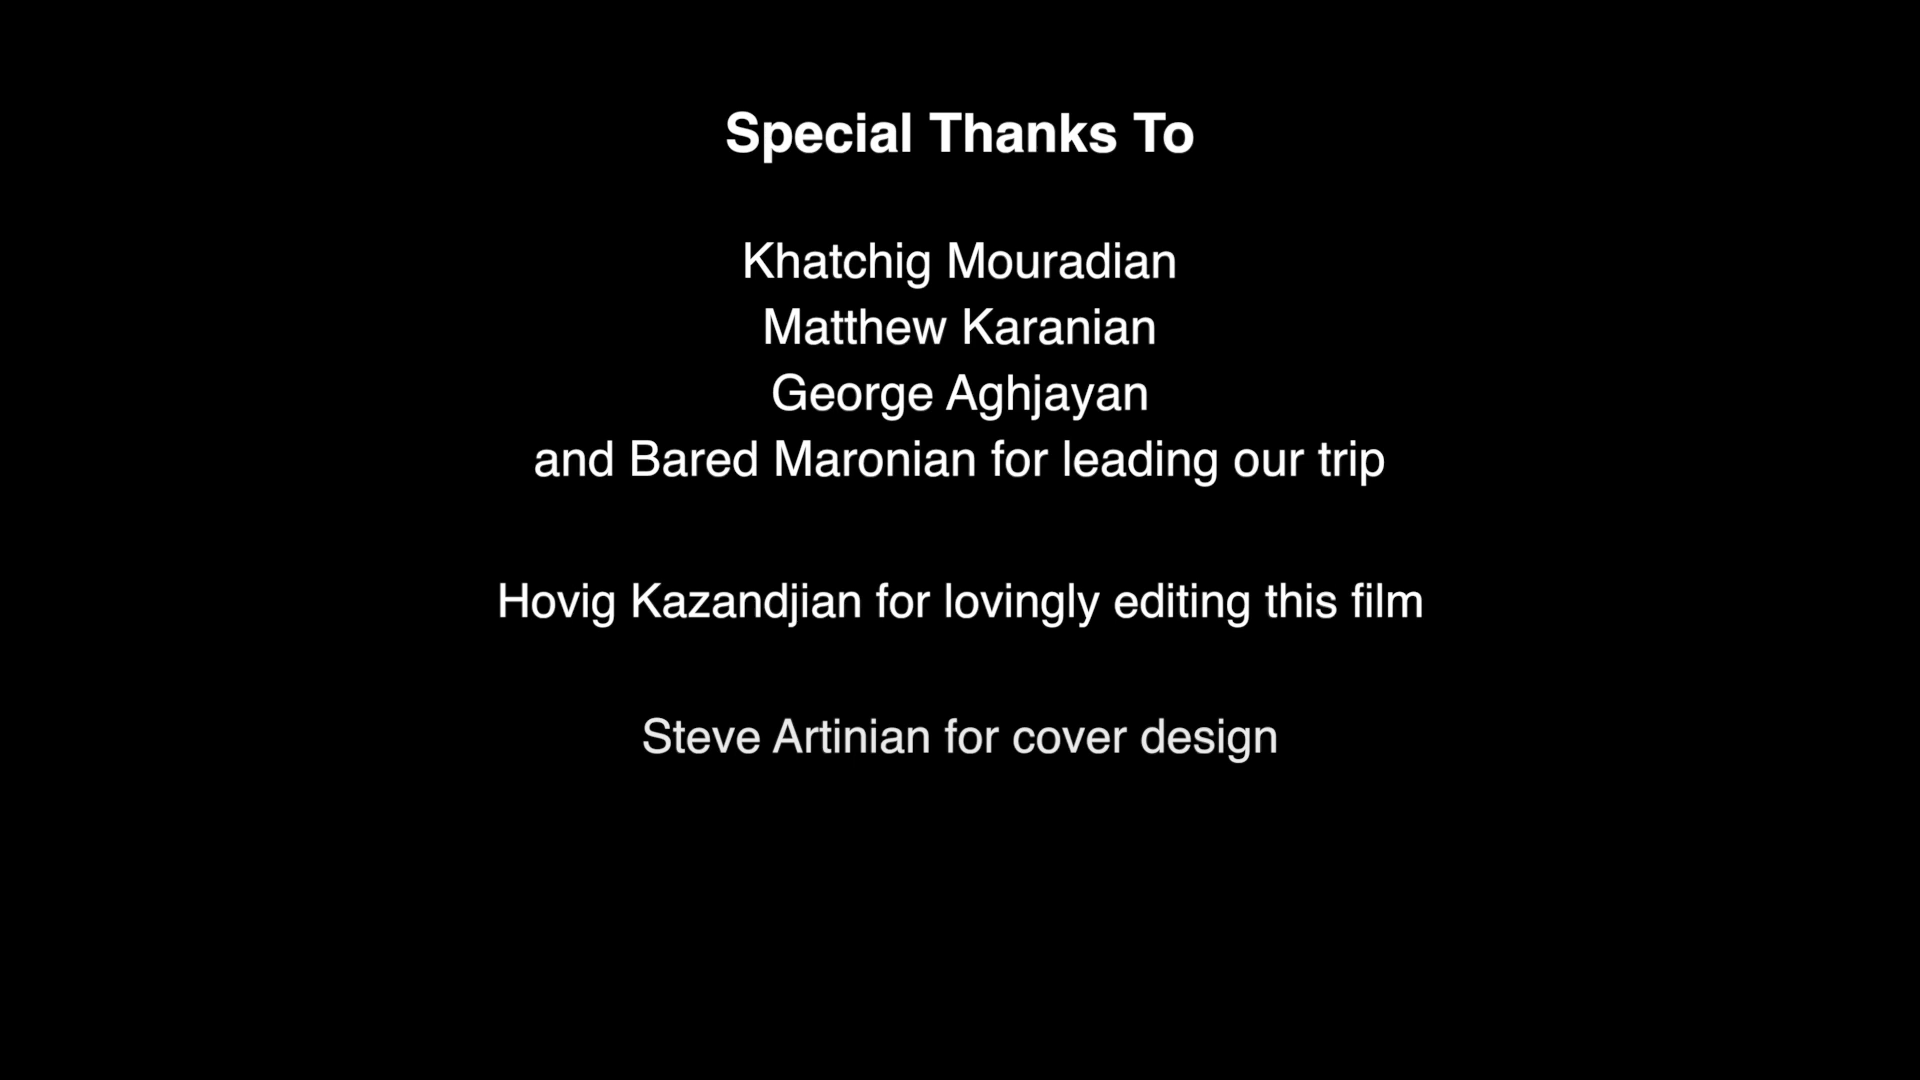 Special Thanks To
Khatchig Mouradian
Matthew Karanian
George Aghjayan
and Bared Maronian for leading our trip
Hovig Kazandjian for lovingly editing this film
Steve Artinian for cover design